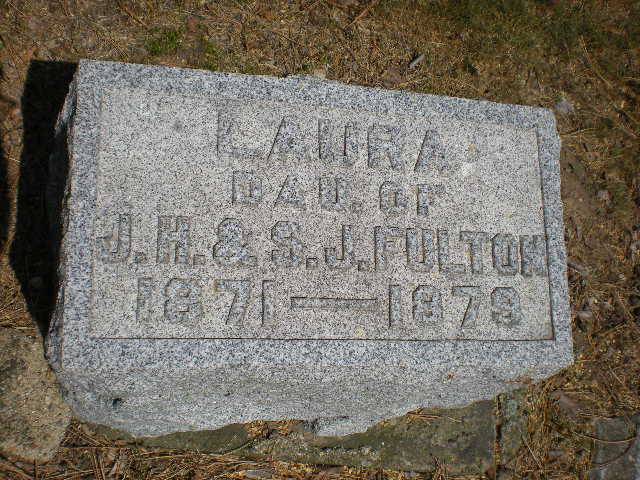 LAURA
DAU. OF
J. H. & S. J. FULTON
1871 — 1879